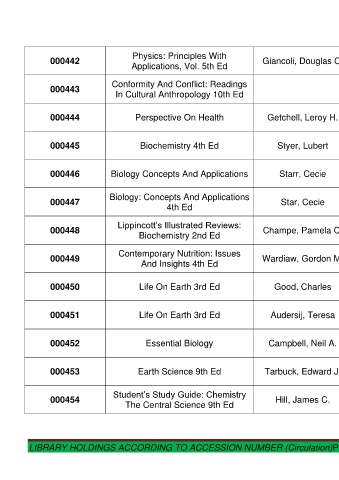 000442 Physics: Principles With Giancoli, Douglas C.
Applications, Vol. 5th Ed
000443 Conformity And Conflict: Readings
In Cultural Anthropology 10th Ed
000444 Perspective On Health Getchell, Leroy H.
000445 Biochemistry 4th Ed Styer, Lubert
000446 Biology Concepts And Applications Starr, Cecie
000447 Biology: Concepts And Applications Star, Cecie
4th Ed
000448 Lippincott's Illustrated Reviews: Champe, Pamela C
Biochemistry 2nd Ed
000449 Contemporary Nutrition: Issues Wardiaw, Gordon M
And Insights 4th Ed
000450 Life On Earth 3rd Ed Good, Charles
000451 Life On Earth 3rd Ed Audersij, Teresa
000452 Essential Biology Campbell, Neil A.
000453 Earth Science 9th Ed Tarbuck, Edward J
000454 Student's Study Guide: Chemistry Hill, James C.
The Central Science 9th Ed
LIBRARY HOLDINGS ACCORDING TO ACCESSION NUMBER (Circulation)P